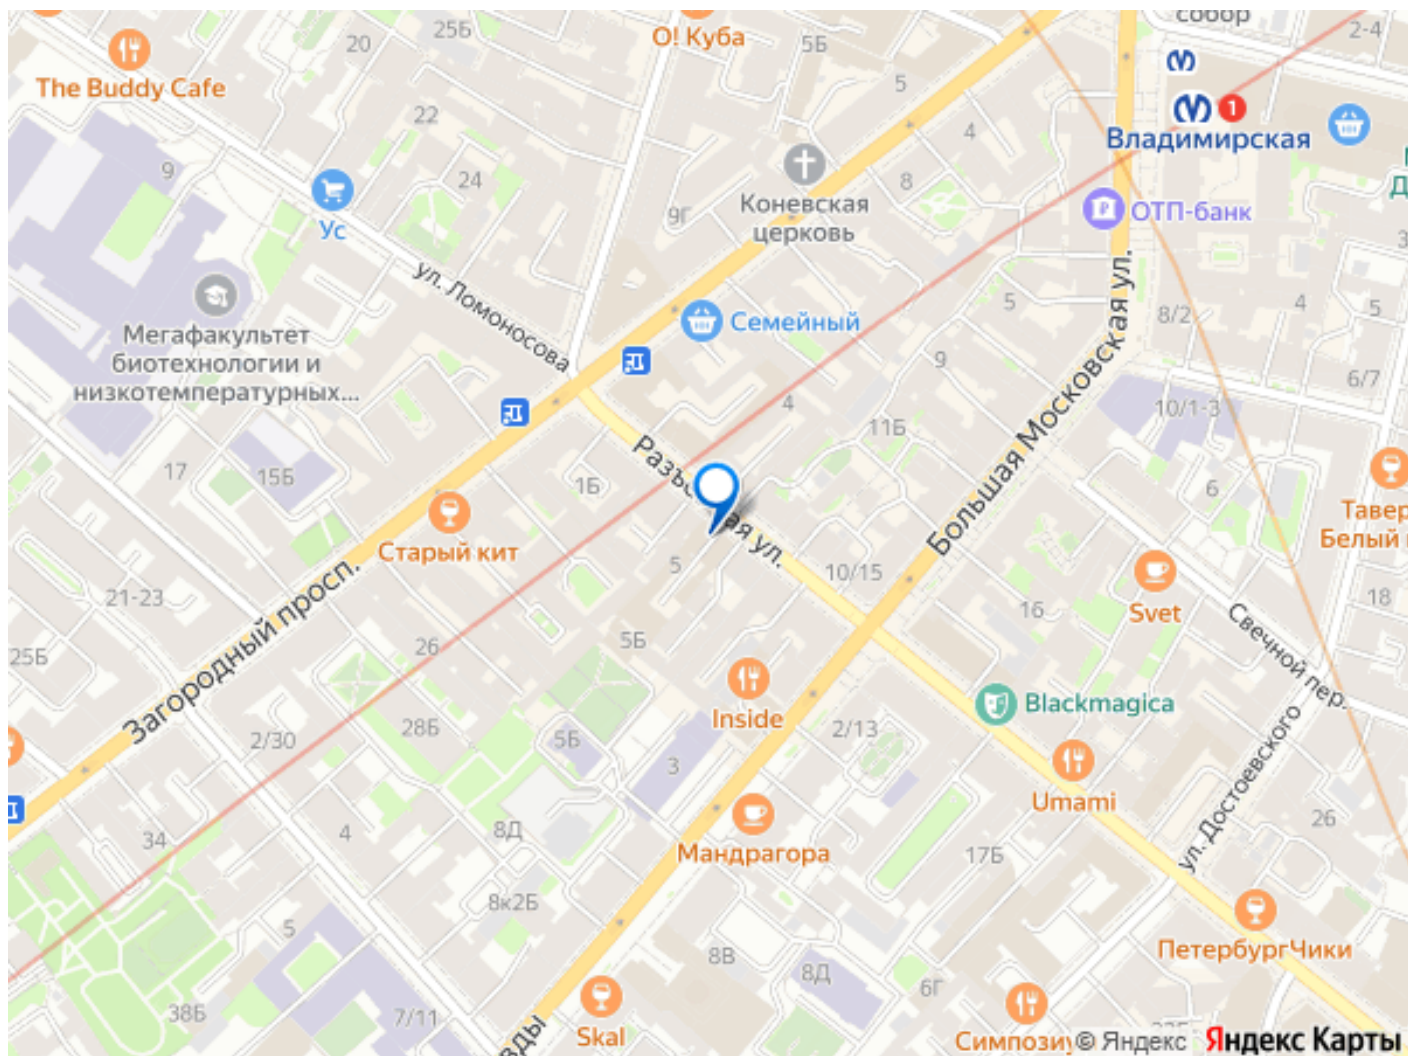 собор
О! Куба
25Б
20
5Б
2-4
The Buddy Cafe
5
1
Владимирская
22
4
9
24
8
Ус
9Г
Коневская
церковь
ОТП-банк
ул. Ломоносова
Мегафакультет
биотехнологии и
низкотемпературных...
Семейный
5
8/2
4
5
9
6/7
4
10/1-3
11Б
Большая Московская ул.
17
15Б
1Б
6
Старый кит
5
10/15
Svet
16
18
21-23
Загородный просп.
26
5Б
25Б
Свечной пер.
Inside
Blackmagica
28Б
2/30
5Б
2/13
3
Umami
ул. Достоевского
34
4
8Д
Мандрагора
17Б
26
8к2Б
5
ПетербургЧики
8В
8Д
6Г
38Б
7/11
Skal
© Яндекс
Яндекс Карты